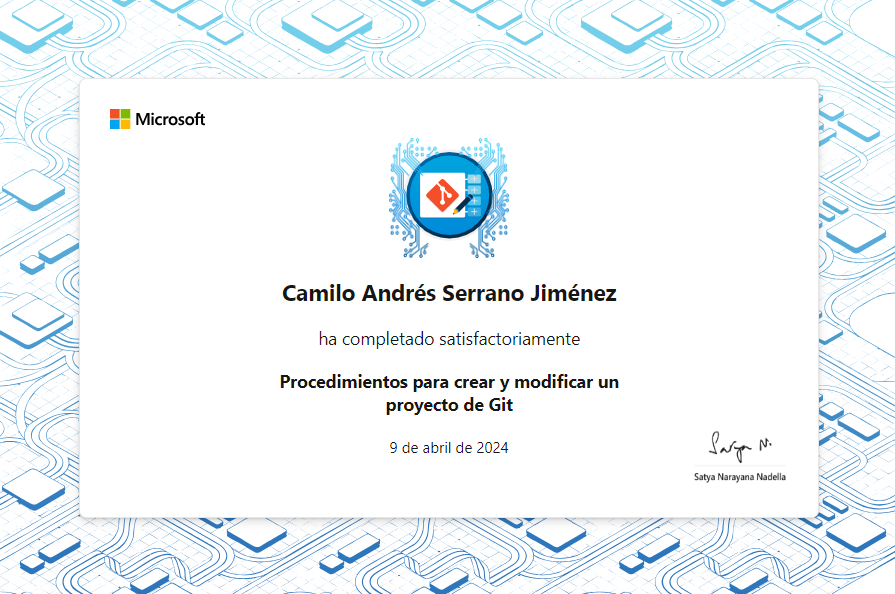 Microsoft
Camilo Andrés Serrano Jiménez
ha completado satisfactoriamente
Procedimientos para crear y modificar un
proyecto de Git
9 de abril de 2024
Satya N.
Satya Narayana Nadella